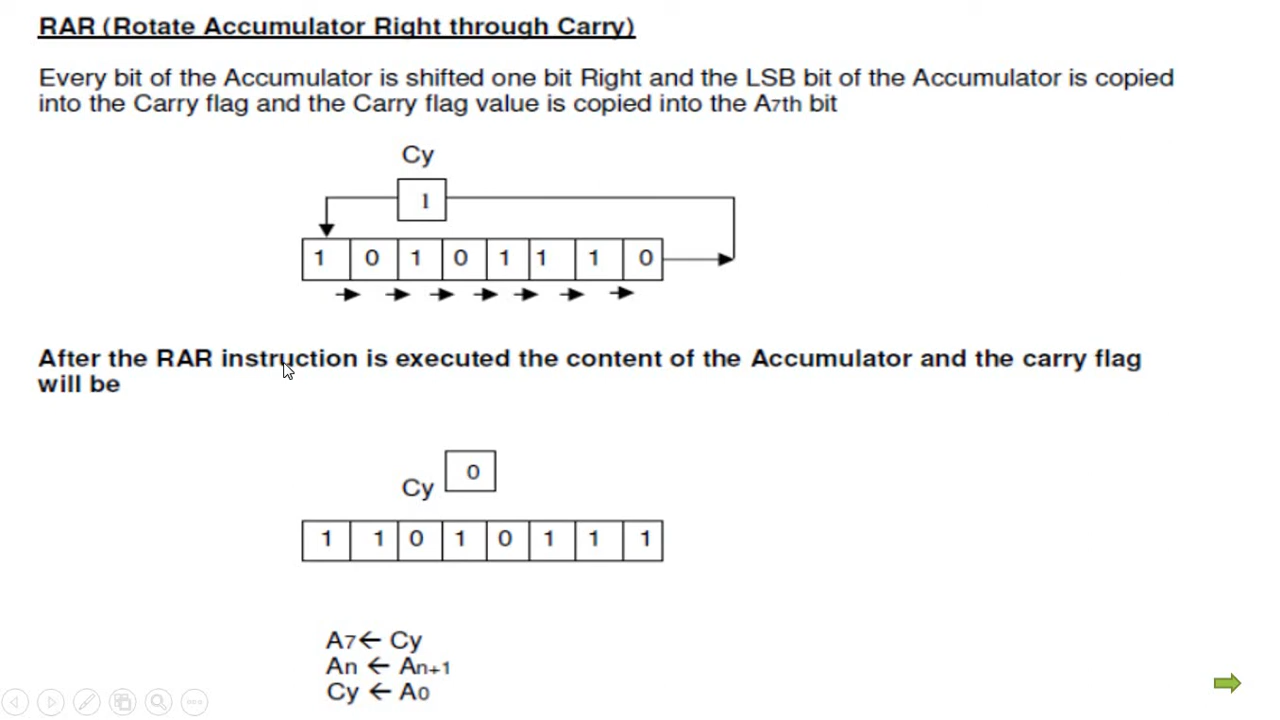 RAR (Rotate Accumulator Right through Carry)
Every bit of the Accumulator is shifted one bit Right and the LSB bit of the Accumulator is copied
into the Carry flag and the Carry flag value is copied into the A7th bit
Cy
1
1 0 1 0 1 1 1 0
After the RAR instruction is executed the content of the Accumulator and the carry flag
will be
0
Cy
1 1 0 1 0 1 1 1
A7← Cy
An ← An+1
Cy ← A0